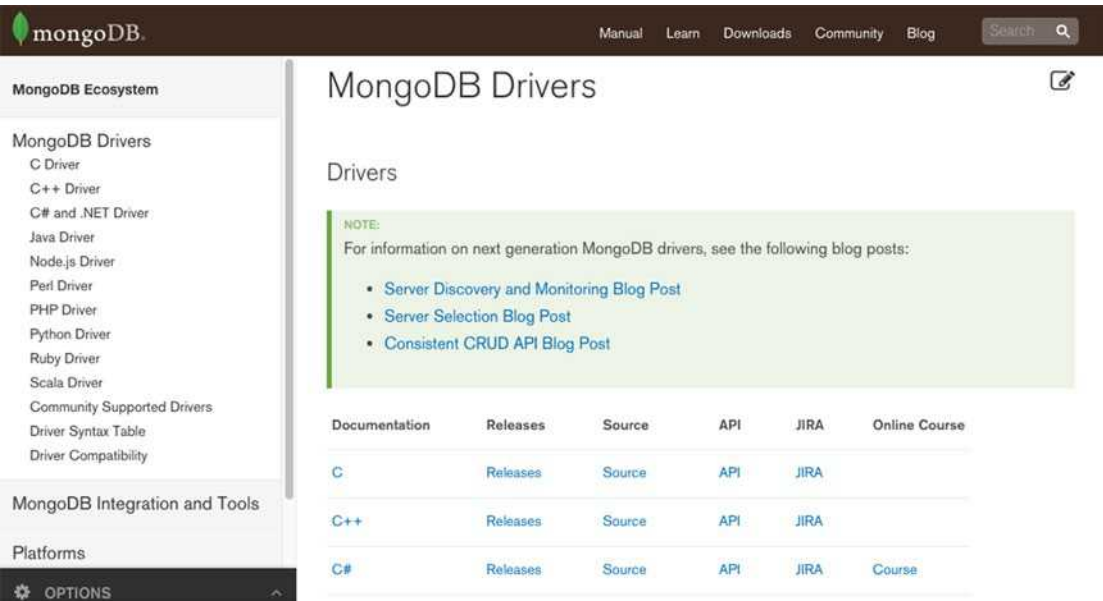 mongoDB.
Manual Learn Downloads Community Blog Search
MongoDB Ecosystem
MongoDB Drivers
C Driver
C++ Driver
C# and .NET Driver
Java Driver
Node.js Driver
Perl Driver
PHP Driver
Python Driver
Ruby Driver
Scala Driver
Community Supported Drivers
Driver Syntax Table
Driver Compatibility
MongoDB Integration and Tools
Platforms
OPTIONS
MongoDB Drivers
Drivers
NOTE:
For information on next generation MongoDB drivers, see the following blog posts:
• Server Discovery and Monitoring Blog Post
• Server Selection Blog Post
• Consistent CRUD API Blog Post
Documentation Releases Source API JIRA Online Course
C Releases Source API JIRA
C++ Releases Source API JIRA
C# Releases Source API JIRA Course